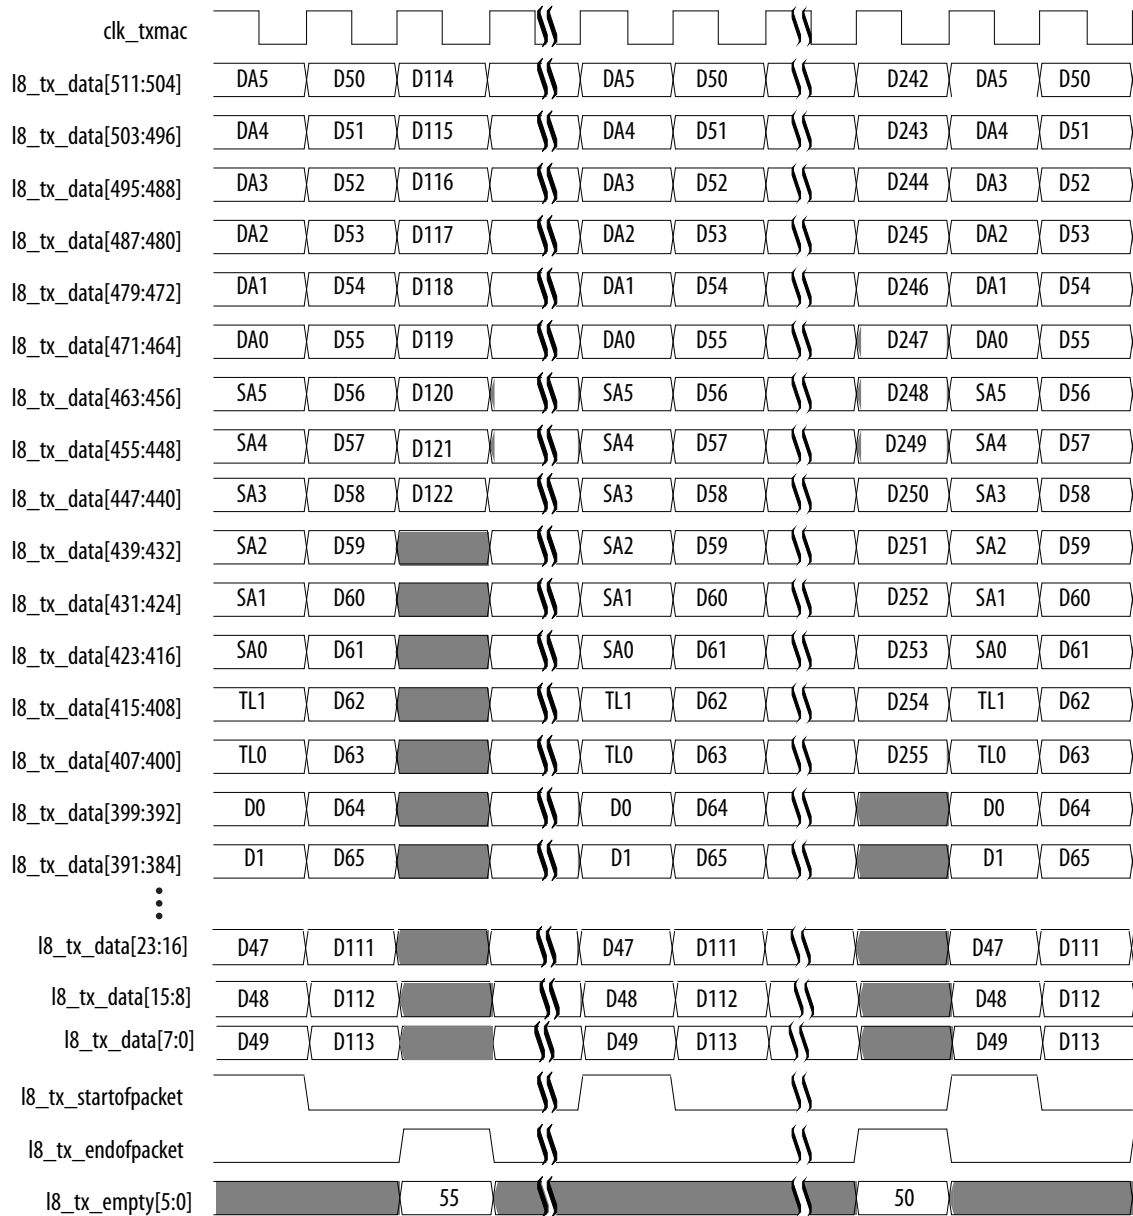 clk_txmac
l8_tx_data[511:504] DA5 D50 D114 DA5 D50 D242 DA5 D50
l8_tx_data[503:496] DA4 D51 D115 DA4 D51 D243 DA4 D51
l8_tx_data[495:488] DA3 D52 D116 DA3 D52 D244 DA3 D52
l8_tx_data[487:480] DA2 D53 D117 DA2 D53 D245 DA2 D53
l8_tx_data[479:472] DA1 D54 D118 DA1 D54 D246 DA1 D54
l8_tx_data[471:464] DA0 D55 D119 DA0 D55 D247 DA0 D55
l8_tx_data[463:456] SA5 D56 D120 SA5 D56 D248 SA5 D56
l8_tx_data[455:448] SA4 D57 D121 SA4 D57 D249 SA4 D57
l8_tx_data[447:440] SA3 D58 D122 SA3 D58 D250 SA3 D58
l8_tx_data[439:432] SA2 D59 SA2 D59 D251 SA2 D59
l8_tx_data[431:424] SA1 D60 SA1 D60 D252 SA1 D60
l8_tx_data[423:416] SA0 D61 SA0 D61 D253 SA0 D61
l8_tx_data[415:408] TL1 D62 TL1 D62 D254 TL1 D62
l8_tx_data[407:400] TL0 D63 TL0 D63 D255 TL0 D63
l8_tx_data[399:392] D0 D64 D0 D64 D0 D64
l8_tx_data[391:384] D1 D65 D1 D65 D1 D65
l8_tx_data[23:16] D47 D111 D47 D111 D47 D111
l8_tx_data[15:8] D48 D112 D48 D112 D48 D112
l8_tx_data[7:0] D49 D113 D49 D113 D49 D113
l8_tx_startofpacket
l8_tx_endofpacket
l8_tx_empty[5:0] 55 50